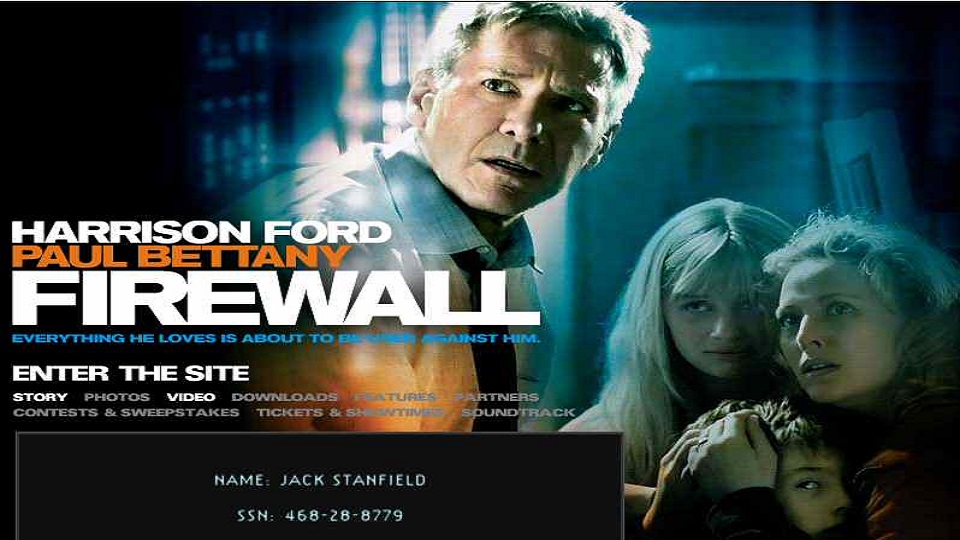 HARRISON FORD
PAUL BETTANY
FIREWALL
EVERYTHING HE LOVES IS ABOUT TO BE USED AGAINST HIM.
ENTER THE SITE
STORY PHOTOS VIDEO DOWNLOADS FEATURES PARTNERS
CONTESTS & SWEEPSTAKES TICKETS & SHOWTIMES SOUNDTRACK
NAME: JACK STANFIELD
SSN: 468-28-8779